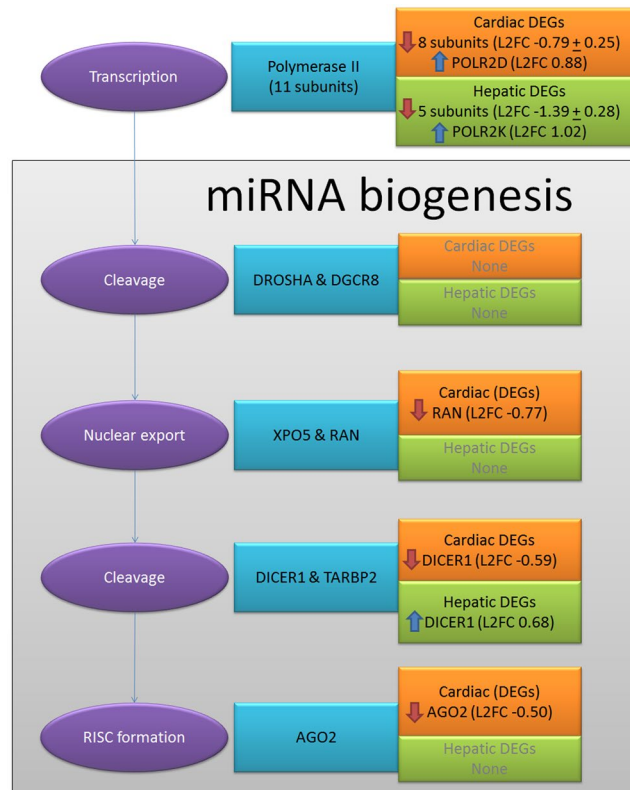 Transcription
Polymerase II
(11 subunits)
Cardiac DEGs
8 subunits (L2FC -0.79 ± 0.25)
POLR2D (L2FC 0.88)
Hepatic DEGs
5 subunits (L2FC -1.39 ± 0.28)
POLR2K (L2FC 1.02)
miRNA biogenesis
Cleavage
DROSHA & DGCR8
Cardiac DEGs
None
Hepatic DEGs
None
Nuclear export
XPO5 & RAN
Cardiac (DEGs)
RAN (L2FC -0.77)
Hepatic DEGs
None
Cleavage
DICER1 & TARBP2
Cardiac DEGs
DICER1 (L2FC -0.59)
Hepatic DEGs
DICER1 (L2FC 0.68)
RISC formation
AGO2
Cardiac (DEGs)
AGO2 (L2FC -0.50)
Hepatic DEGs
None